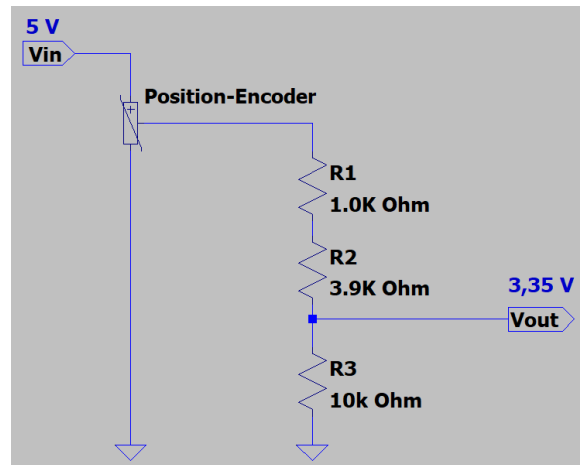 5 V
Vin
Position-Encoder
+
R1
1.0K Ohm
R2
3.9K Ohm
3,35 V
Vout
R3
10k Ohm